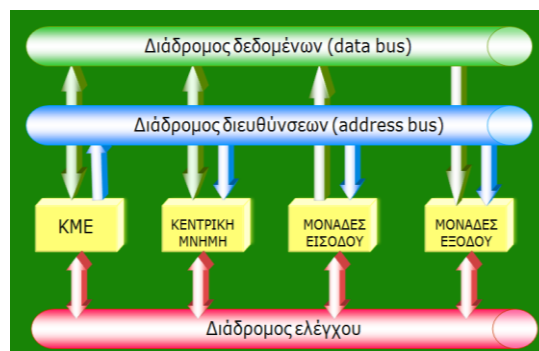 Διάδρομος δεδομένων (data bus)
Διάδρομος διευθύνσεων (address bus)
ΚΜΕ
ΚΕΝΤΡΙΚΗ
ΜΝΗΜΗ
ΜΟΝΑΔΕΣ
ΕΙΣΟΔΟΥ
ΜΟΝΑΔΕΣ
ΕΞΟΔΟΥ
Διάδρομος ελέγχου